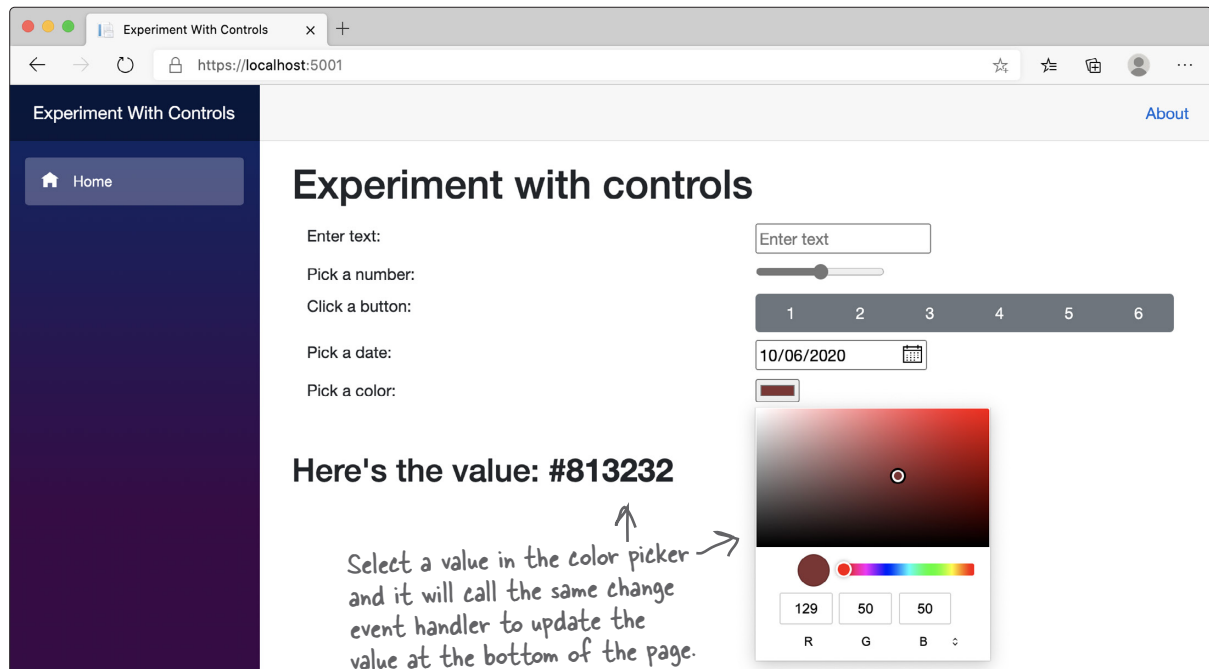 Experiment With Controls
https://localhost:5001
Experiment With Controls
About
Home
Experiment with controls
Enter text:
Enter text
Pick a number:
Click a button:
1 2 3 4 5 6
Pick a date:
10/06/2020
Pick a color:
Here's the value: #813232
Select a value in the color picker
and it will call the same change
event handler to update the
value at the bottom of the page.
129 50 50
R G B